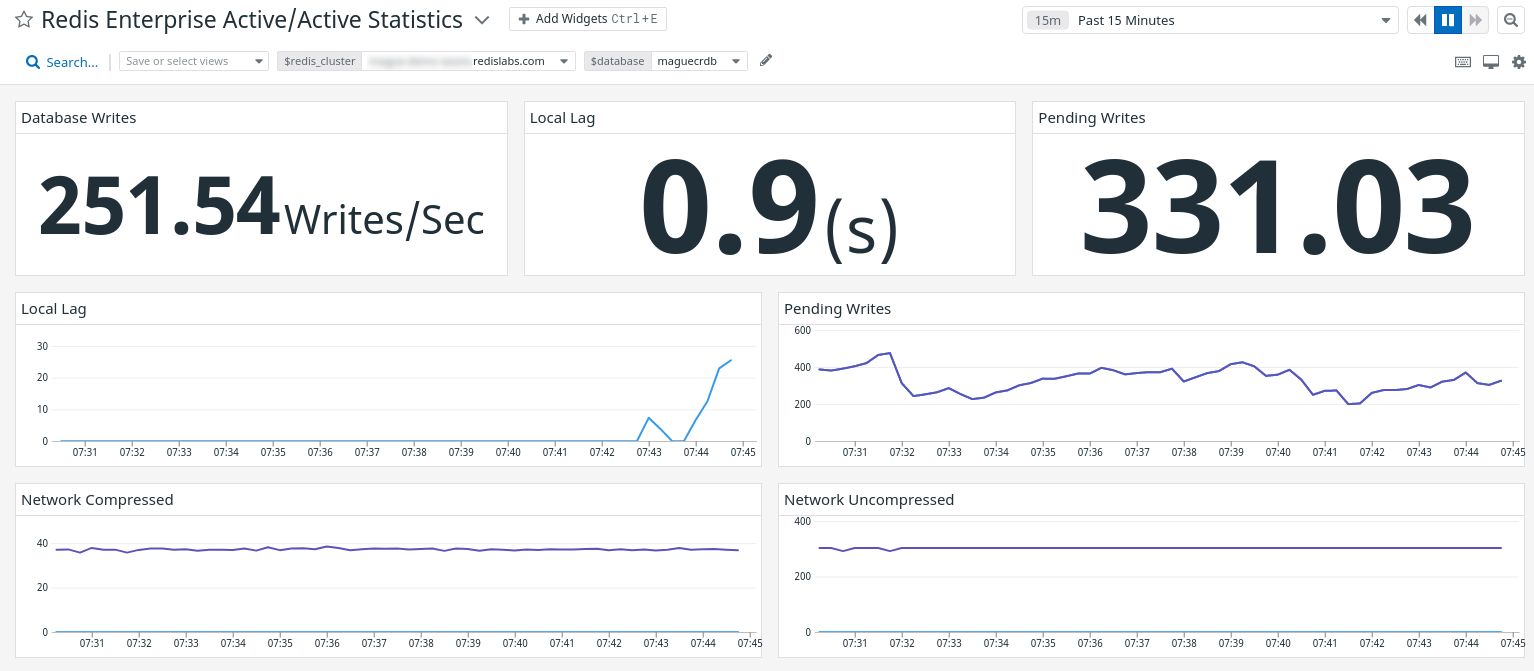 Redis Enterprise Active/Active Statistics
+ Add Widgets Ctrl+E
15m Past 15 Minutes
Search...
Save or select views
$redis_cluster redislabs.com
$database maguecrdb
Database Writes
251.54 Writes/Sec
Local Lag
0.9 (s)
Pending Writes
331.03
Local Lag
30
20
10
0
07:31 07:32 07:33 07:34 07:35 07:36 07:37 07:38 07:39 07:40 07:41 07:42 07:43 07:44 07:45
Pending Writes
600
400
200
0
07:31 07:32 07:33 07:34 07:35 07:36 07:37 07:38 07:39 07:40 07:41 07:42 07:43 07:44 07:45
Network Compressed
40
20
0
07:31 07:32 07:33 07:34 07:35 07:36 07:37 07:38 07:39 07:40 07:41 07:42 07:43 07:44 07:45
Network Uncompressed
400
200
0
07:31 07:32 07:33 07:34 07:35 07:36 07:37 07:38 07:39 07:40 07:41 07:42 07:43 07:44 07:45